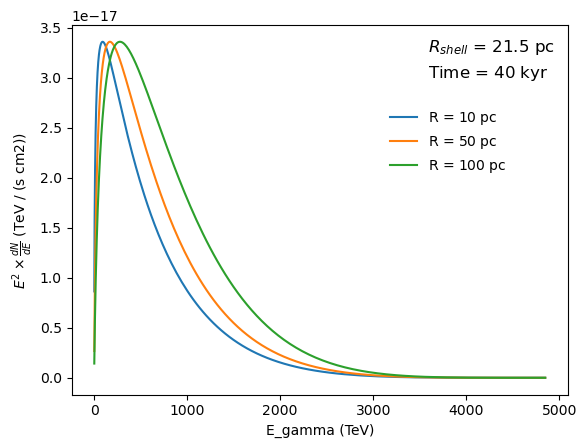 1e−17
R_shell = 21.5 pc
Time = 40 kyr
R = 10 pc
R = 50 pc
R = 100 pc
E² × dN/dE (TeV / (s cm2))
3.5
3.0
2.5
2.0
1.5
1.0
0.5
0.0
0 1000 2000 3000 4000 5000
E_gamma (TeV)